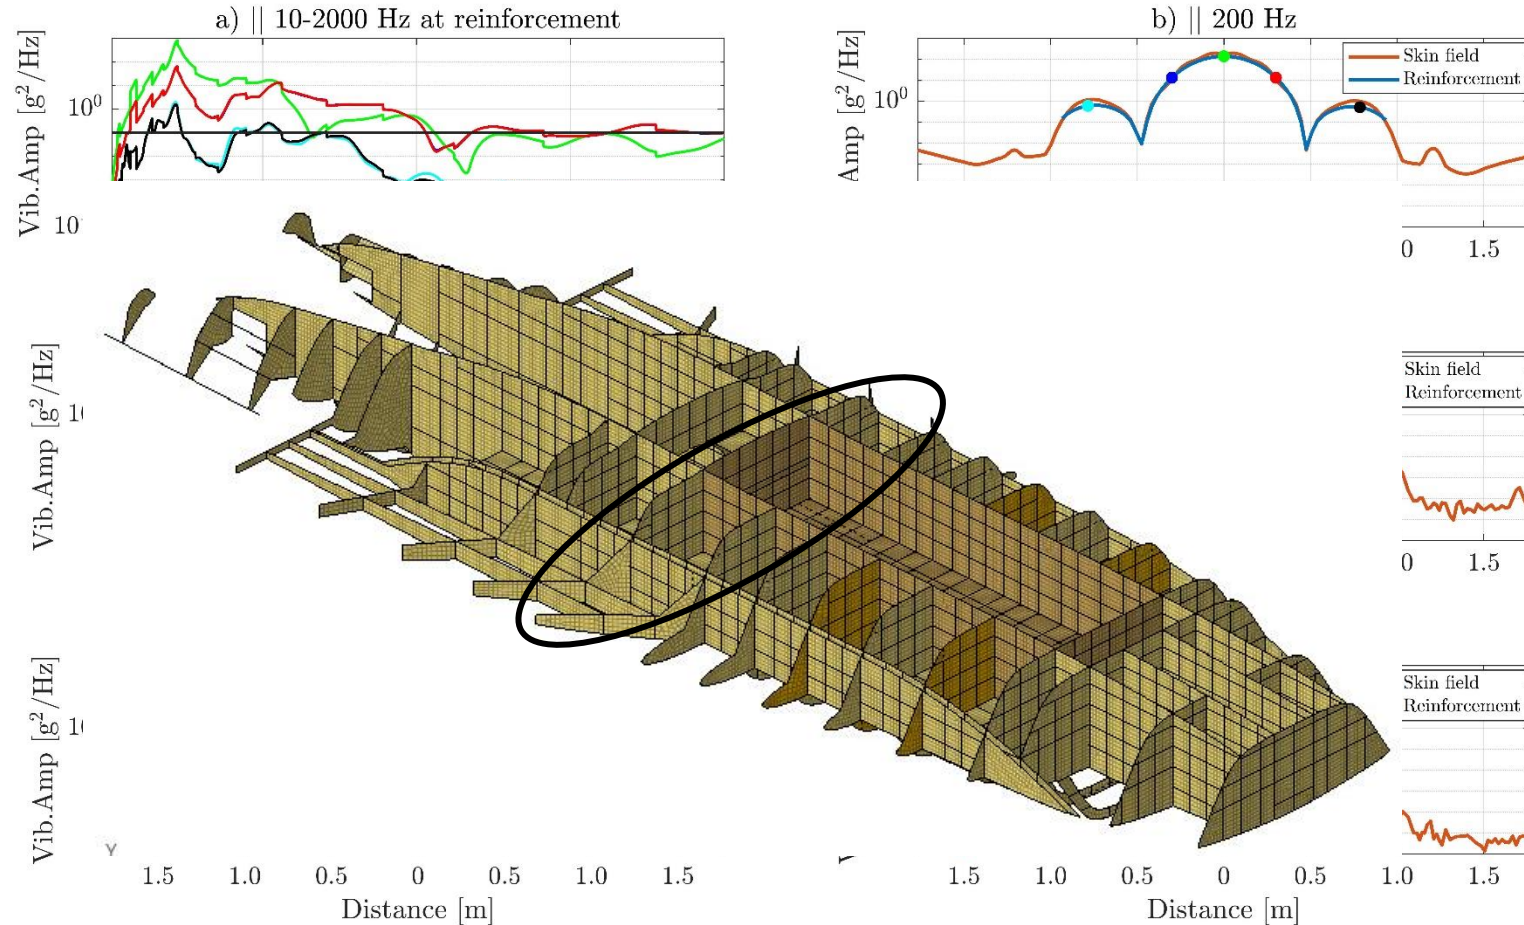 a) || 10-2000 Hz at reinforcement
b) || 200 Hz
Vib.Amp [g²/Hz]
10⁰
10
Amp [g²/Hz]
10⁰
Skin field
Reinforcement
0 1.5
Vib.Amp [g²/Hz]
Skin field
Reinforcement
0 1.5
Vib.Amp [g²/Hz]
Skin field
Reinforcement
Y
1.5 1.0 0.5 0 0.5 1.0 1.5
1.5 1.0 0.5 0 0.5 1.0 1.5
Distance [m]
Distance [m]